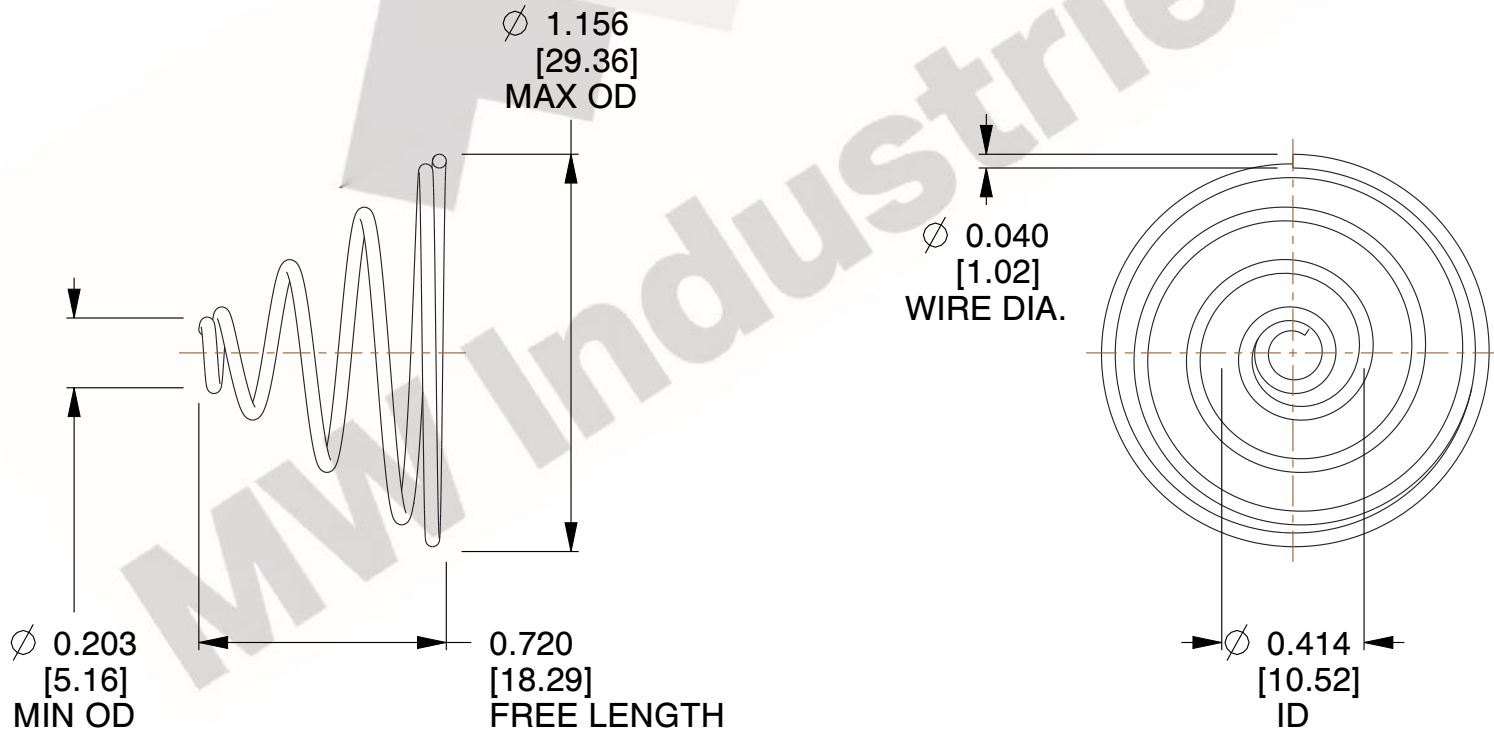 ⌀ 1.156
[29.36]
MAX OD
⌀ 0.040
[1.02]
WIRE DIA.
⌀ 0.203
[5.16]
MIN OD
0.720
[18.29]
FREE LENGTH
⌀ 0.414
[10.52]
ID
MW Industrie